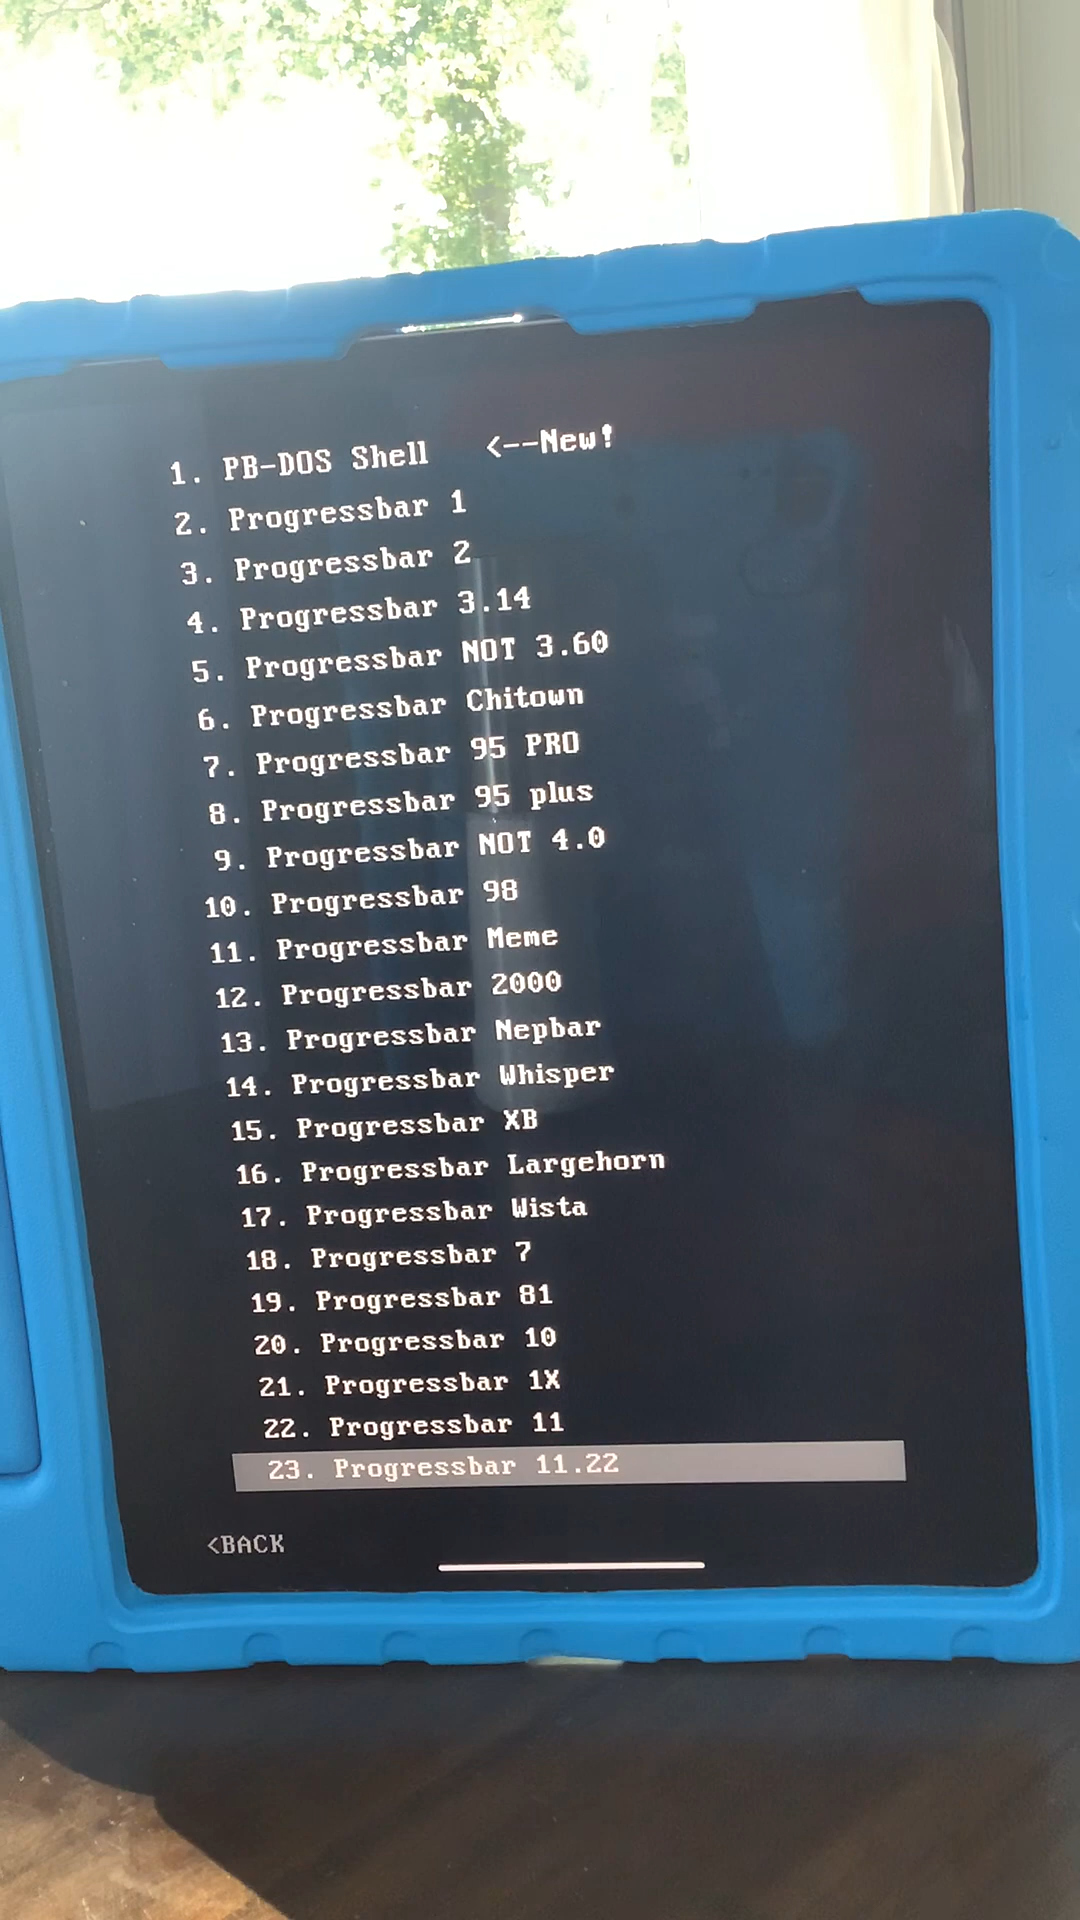 1. PB-DOS Shell   <--New!
2. Progressbar 1
3. Progressbar 2
4. Progressbar 3.14
5. Progressbar NOT 3.60
6. Progressbar Chitown
7. Progressbar 95 PRO
8. Progressbar 95 plus
9. Progressbar NOT 4.0
10. Progressbar 98
11. Progressbar Meme
12. Progressbar 2000
13. Progressbar Nepbar
14. Progressbar Whisper
15. Progressbar XB
16. Progressbar Largehorn
17. Progressbar Wista
18. Progressbar 7
19. Progressbar 81
20. Progressbar 10
21. Progressbar 1X
22. Progressbar 11
23. Progressbar 11.22
<BACK